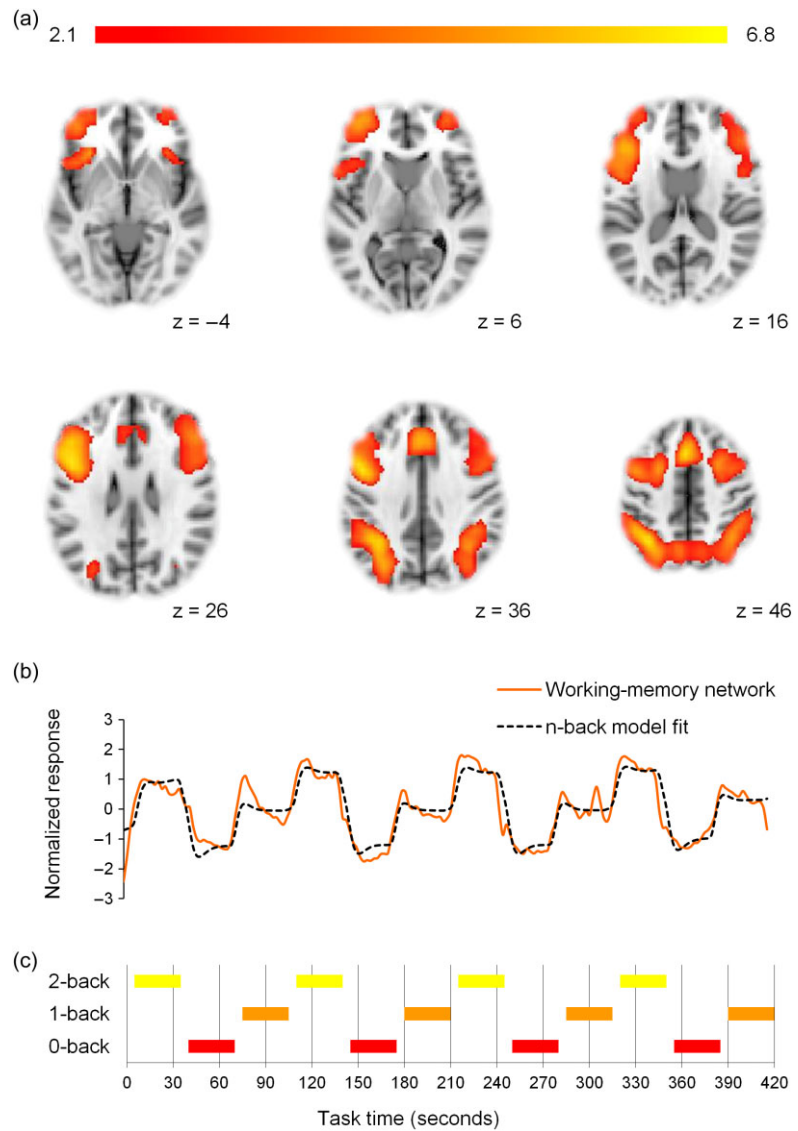 (a)
2.1 6.8
z = −4 z = 6 z = 16
z = 26 z = 36 z = 46
(b)
Working-memory network
n-back model fit
Normalized response
3
2
1
0
−1
−2
−3
(c)
2-back
1-back
0-back
0 30 60 90 120 150 180 210 240 270 300 330 360 390 420
Task time (seconds)